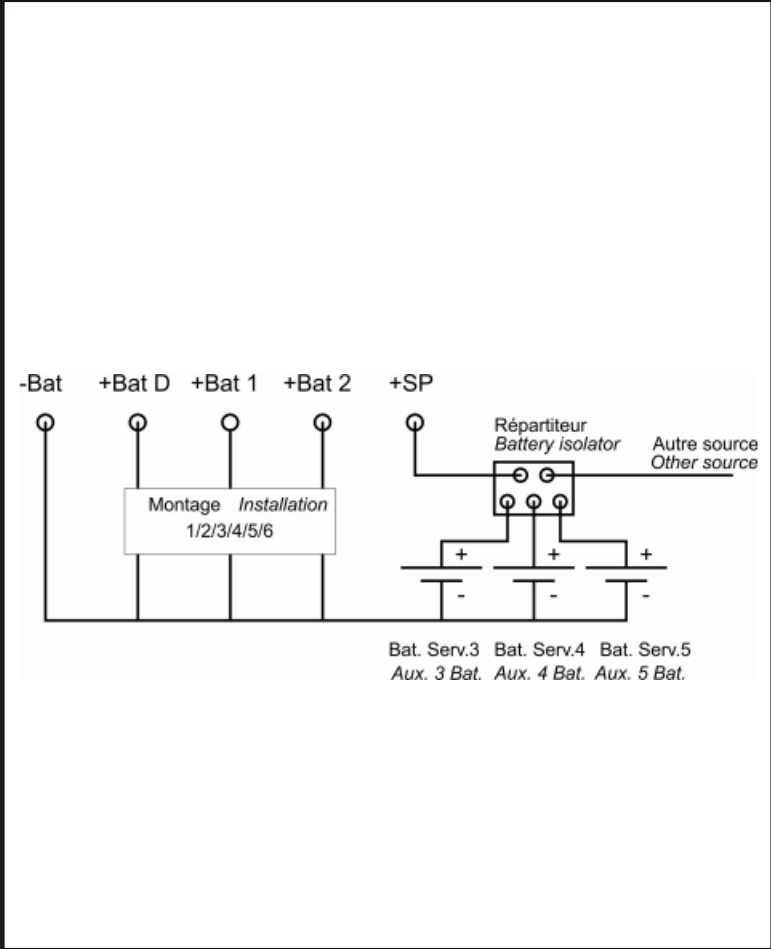 -Bat +Bat D +Bat 1 +Bat 2 +SP
Répartiteur
Battery isolator
Autre source
Other source
Montage Installation
1/2/3/4/5/6
+ + +
- - -
Bat. Serv.3 Bat. Serv.4 Bat. Serv.5
Aux. 3 Bat. Aux. 4 Bat. Aux. 5 Bat.